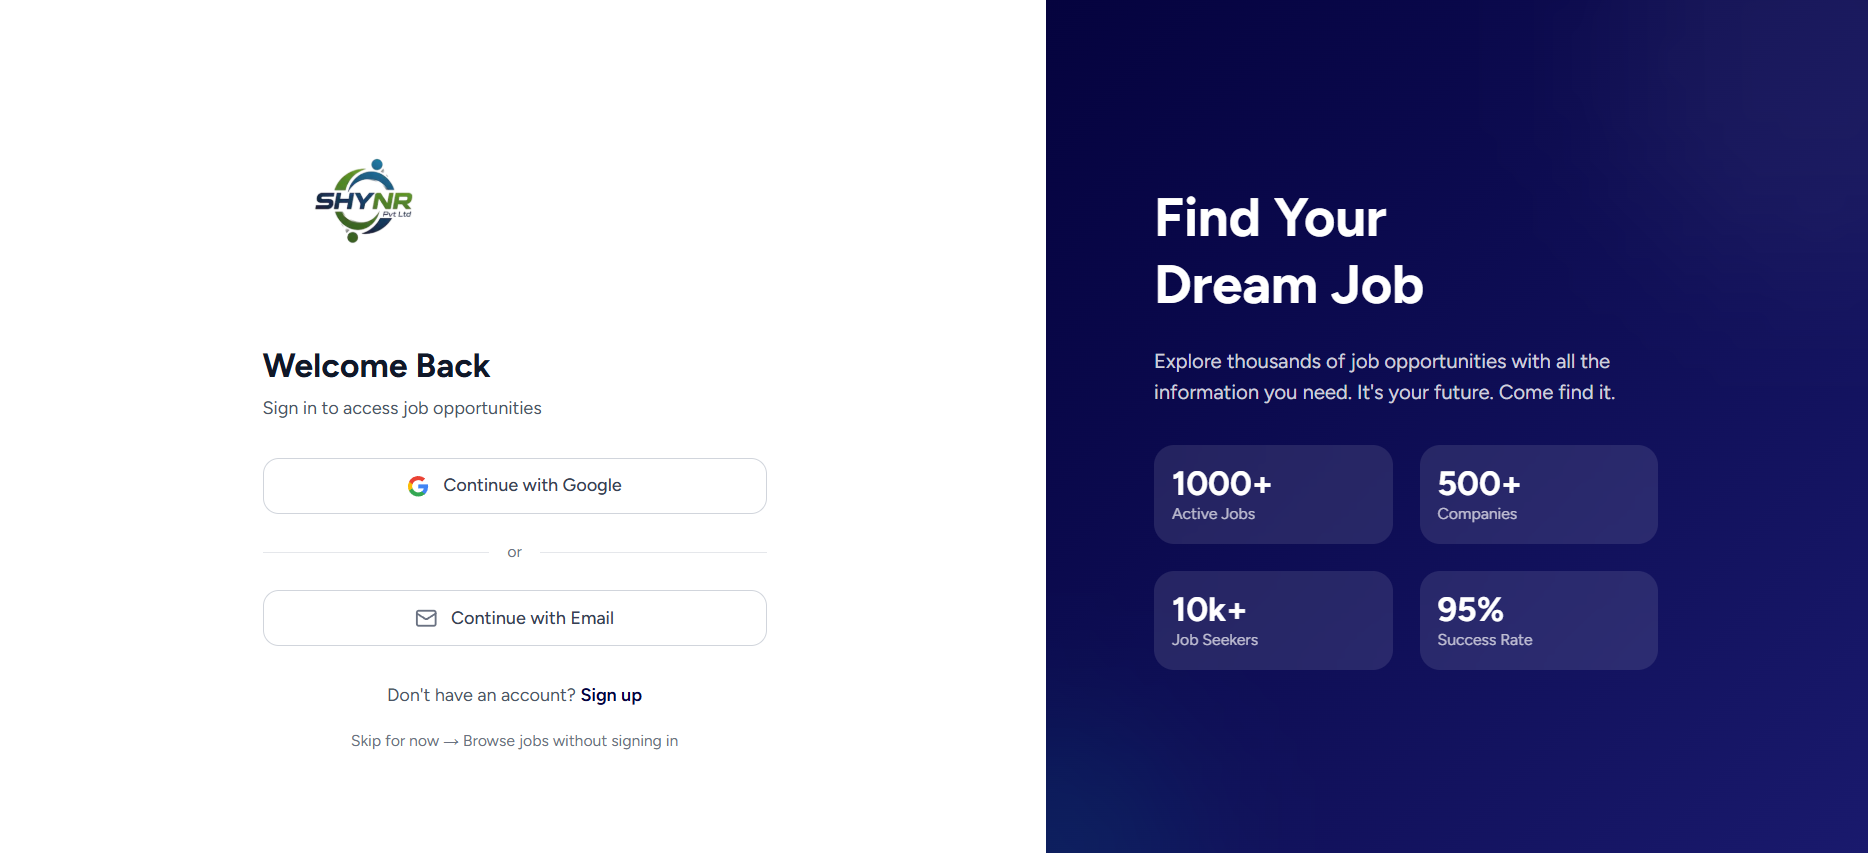 SHYNR
Pvt Ltd
Welcome Back
Sign in to access job opportunities
Continue with Google
or
Continue with Email
Don't have an account? Sign up
Skip for now → Browse jobs without signing in
Find Your
Dream Job
Explore thousands of job opportunities with all the
information you need. It's your future. Come find it.
1000+
Active Jobs
500+
Companies
10k+
Job Seekers
95%
Success Rate